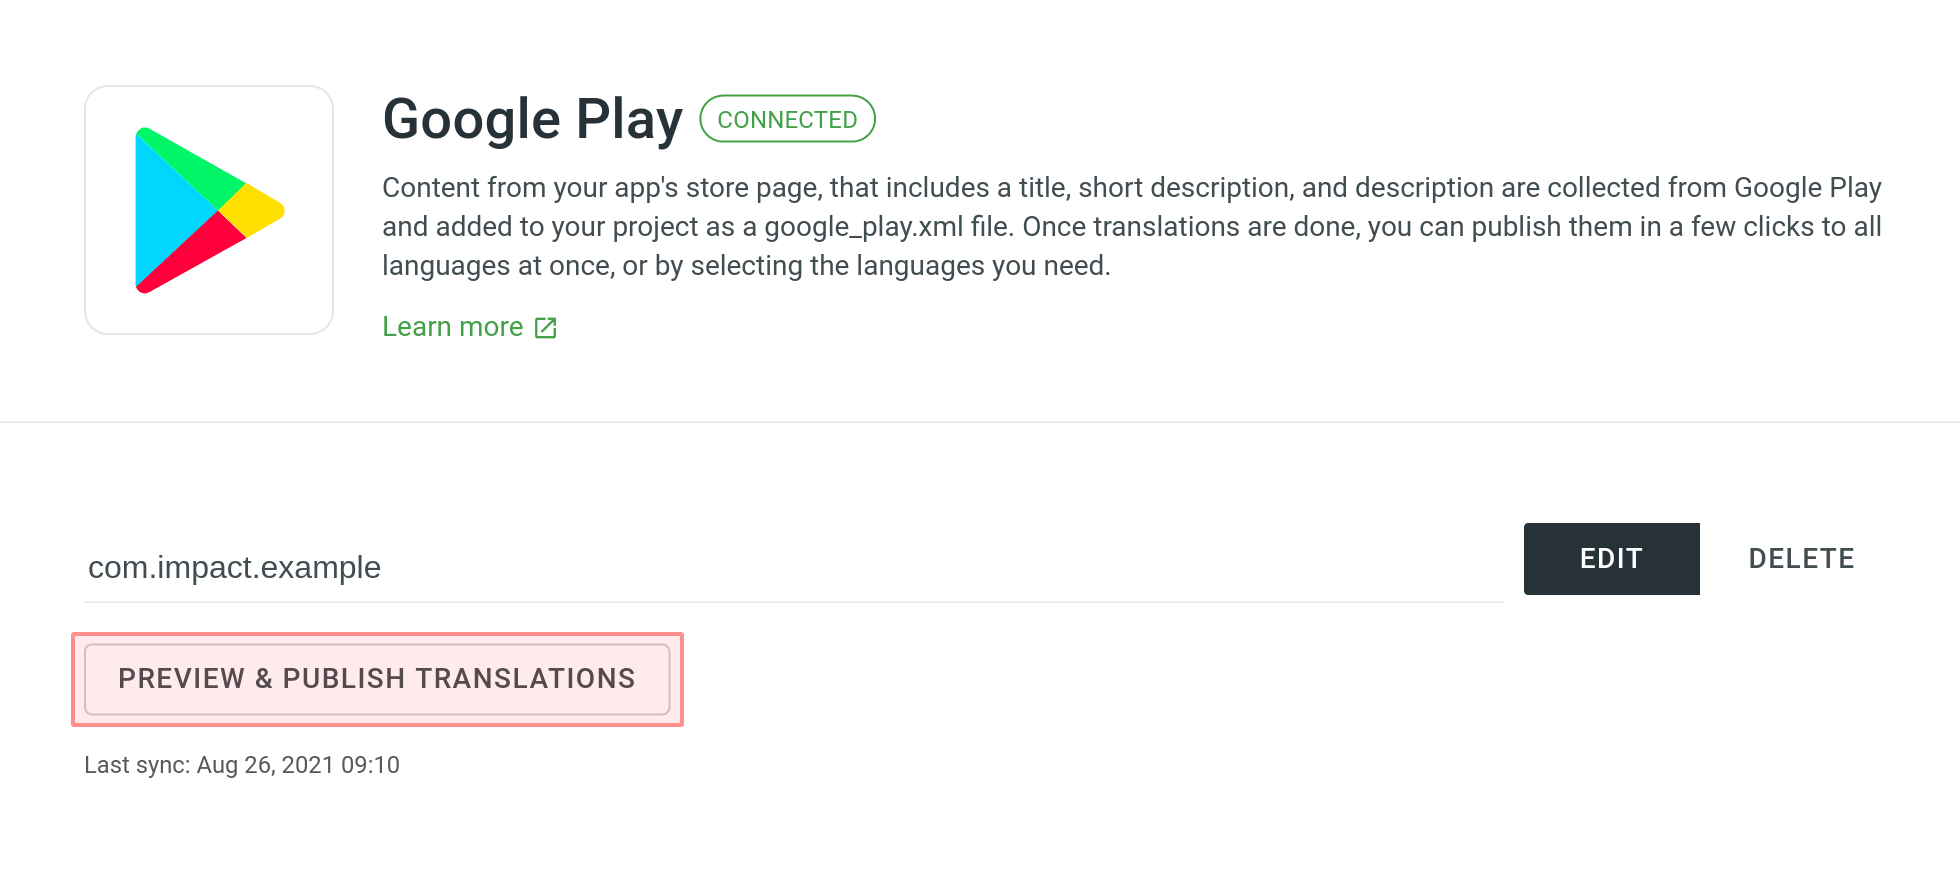 Google Play CONNECTED
Content from your app's store page, that includes a title, short description, and description are collected from Google Play
and added to your project as a google_play.xml file. Once translations are done, you can publish them in a few clicks to all
languages at once, or by selecting the languages you need.
Learn more
com.impact.example EDIT DELETE
PREVIEW & PUBLISH TRANSLATIONS
Last sync: Aug 26, 2021 09:10